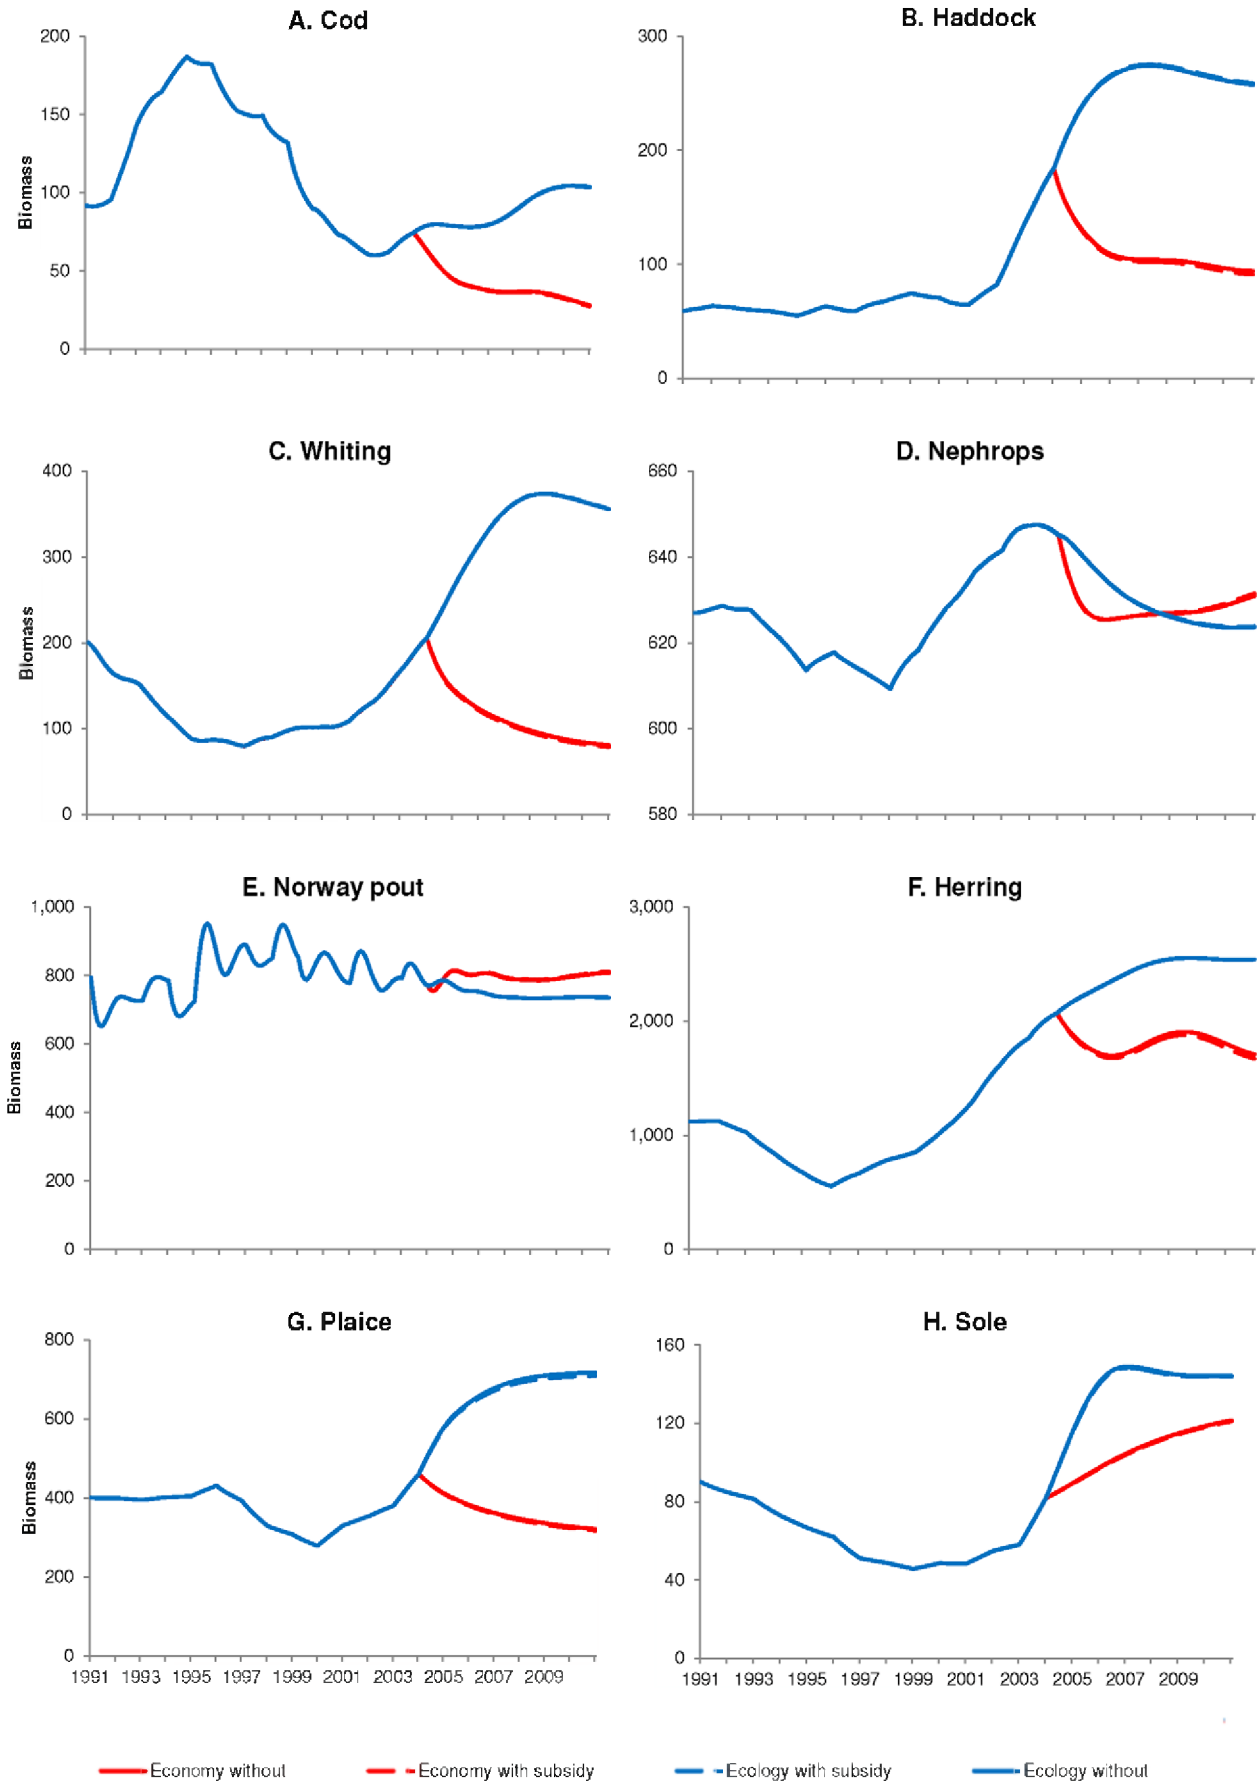 A. Cod
200
150
100
50
0
Biomass
B. Haddock
300
200
100
0
C. Whiting
400
300
200
100
0
Biomass
D. Nephrops
660
640
620
600
580
E. Norway pout
1,000
800
600
400
200
0
Biomass
F. Herring
3,000
2,000
1,000
0
G. Plaice
800
600
400
200
0
Biomass
1991 1993 1995 1997 1999 2001 2003 2005 2007 2009
H. Sole
160
120
80
40
0
1991 1993 1995 1997 1999 2001 2003 2005 2007 2009
Economy without Economy with subsidy Ecology with subsidy Ecology without